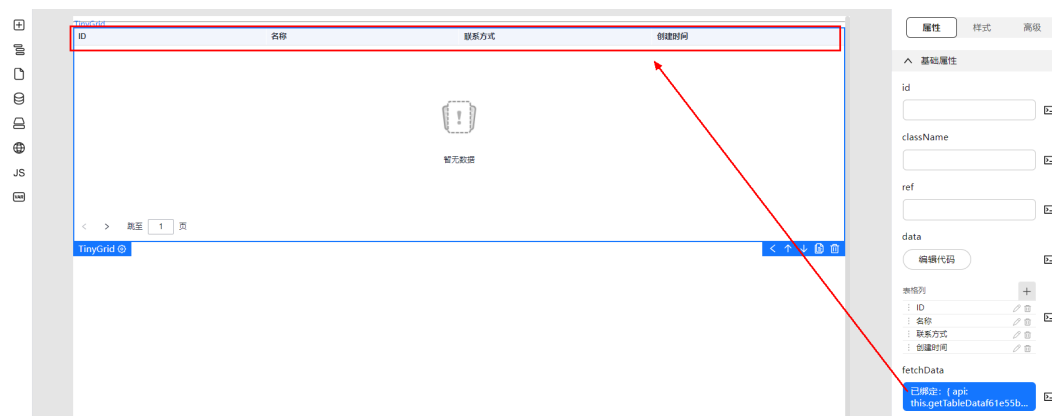 TinyGrid
ID 名称 联系方式 创建时间
暂无数据
< > 跳至 1 页
TinyGrid
JS
VAR
属性 样式 高级
基础属性
id
className
ref
data
编辑代码
表格列
ID
名称
联系方式
创建时间
fetchData
已绑定: { api:
this.getTableDataf61e55b...